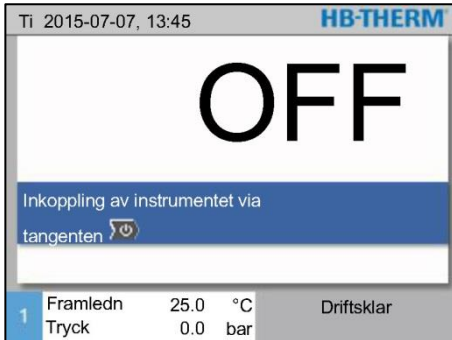 Ti 2015-07-07, 13:45 HB-THERM
OFF
Inkoppling av instrumentet via
tangenten
1 Framledn 25.0 °C Driftsklar
Tryck 0.0 bar